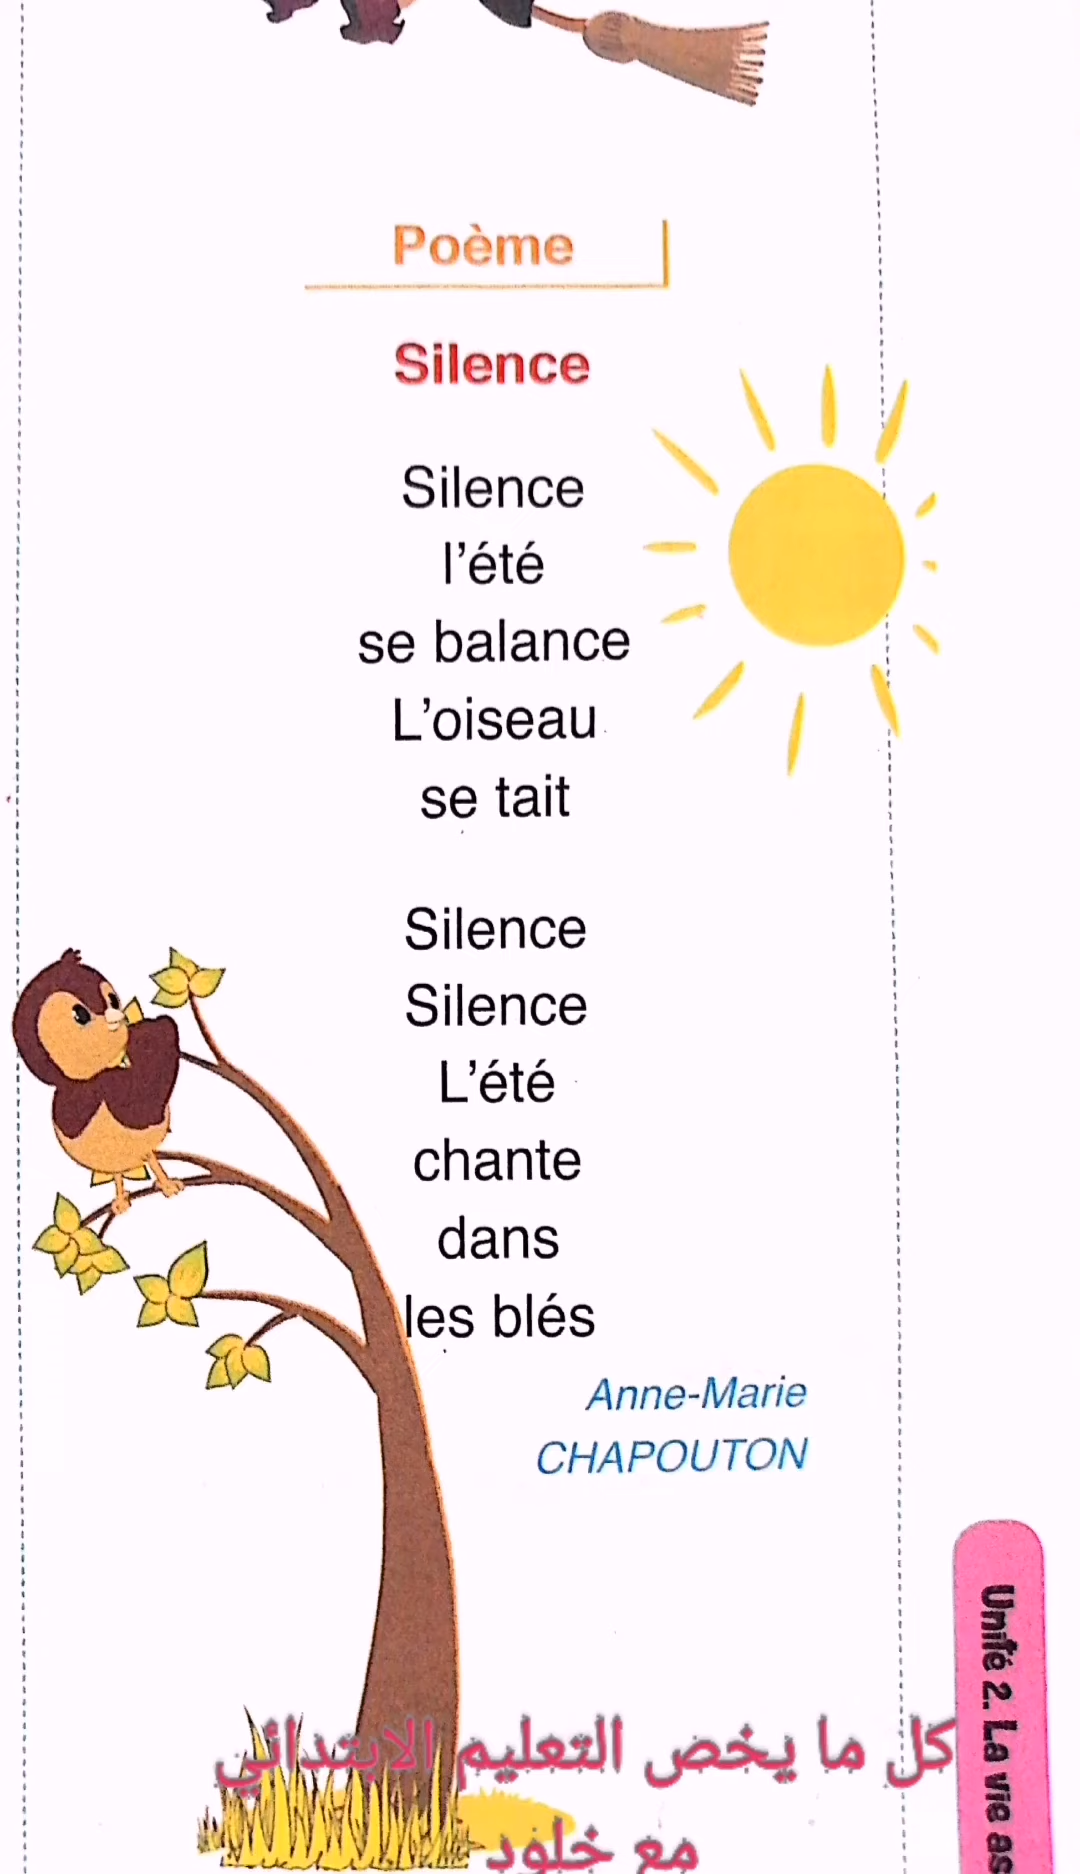 Poème
Silence
Silence
l'été
se balance
L'oiseau
se tait
Silence
Silence
L'été
chante
dans
les blés
Anne-Marie
CHAPOUTON
Unité 2. La vie as
كل ما يخص التعليم الابتدائي
مع خلود